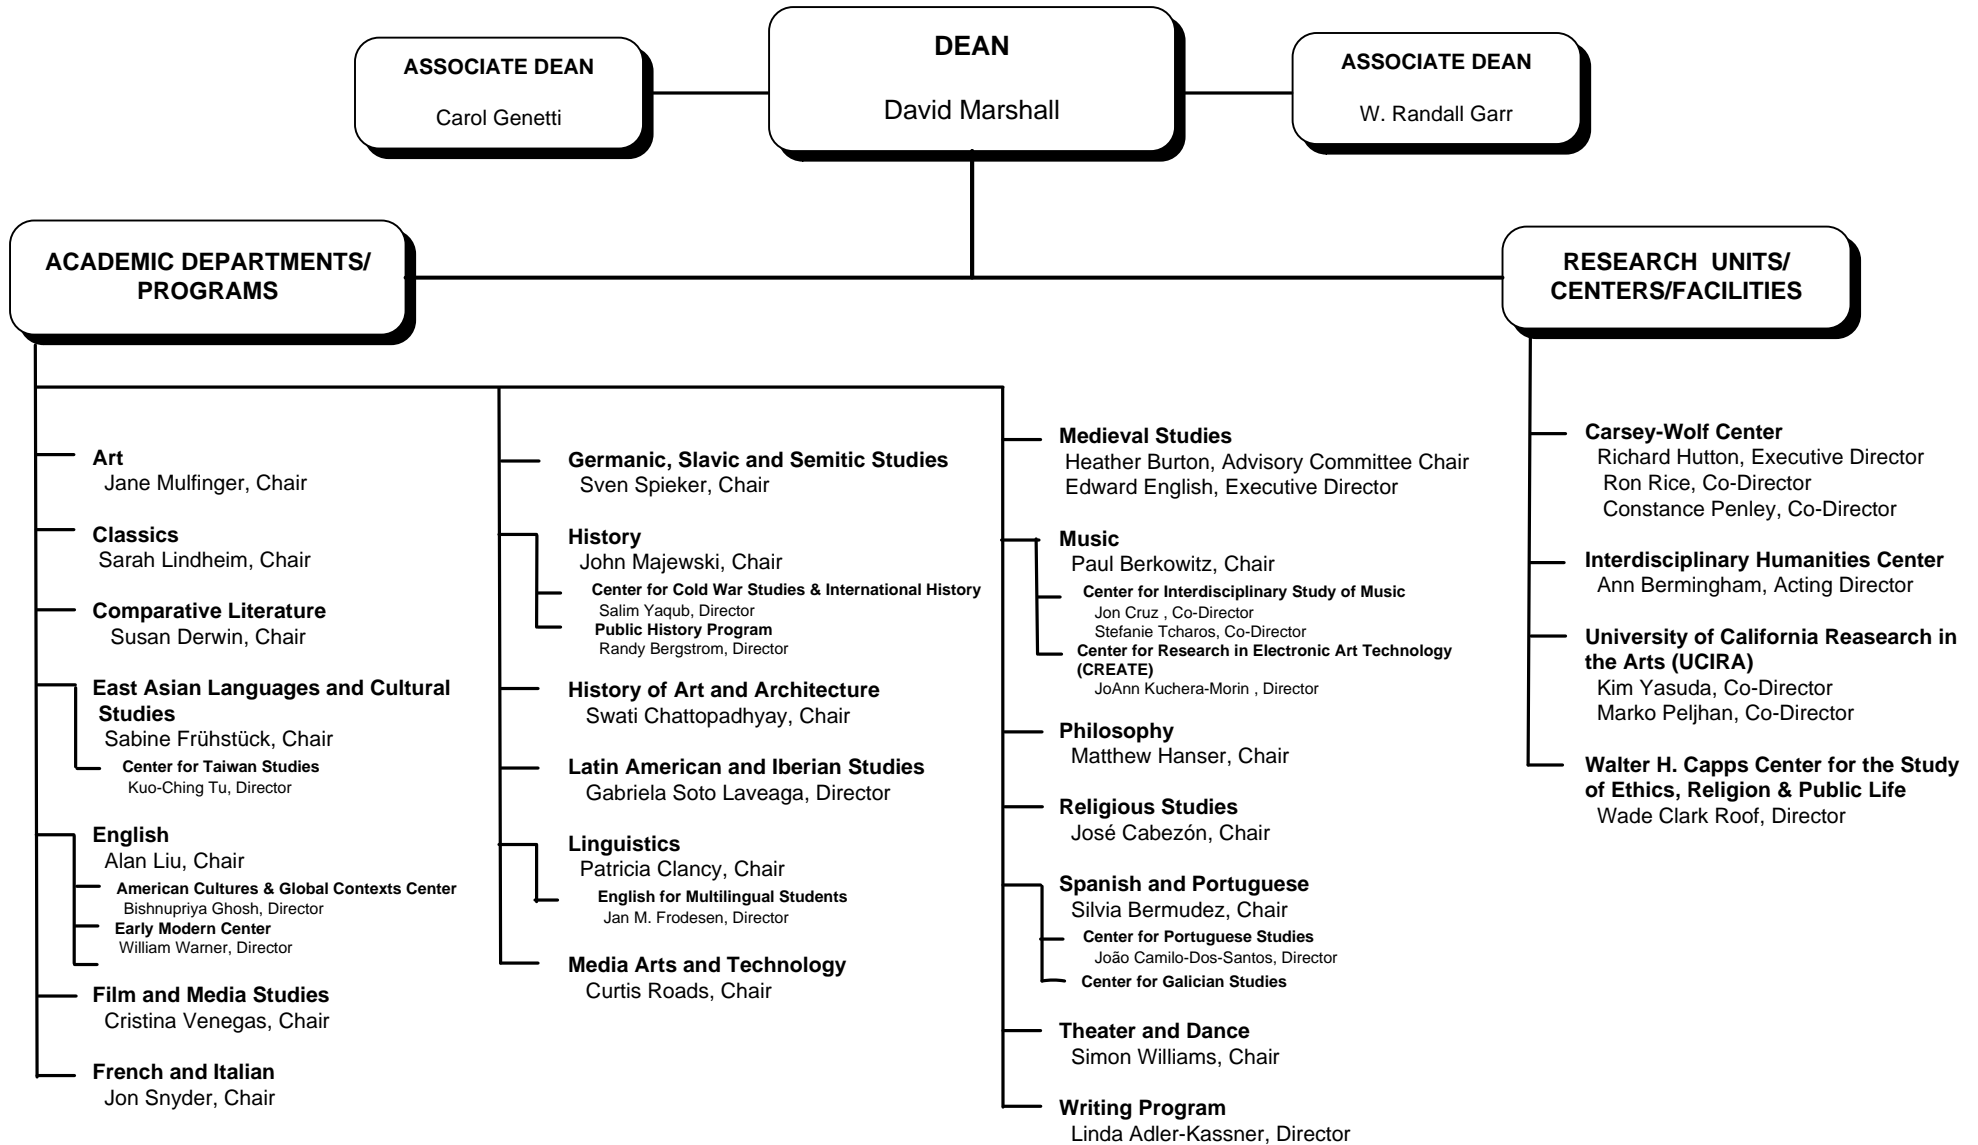 ASSOCIATE DEAN
Carol Genetti
DEAN
David Marshall
ASSOCIATE DEAN
W. Randall Garr
ACADEMIC DEPARTMENTS/
PROGRAMS
RESEARCH UNITS/
CENTERS/FACILITIES
Art
Jane Mulfinger, Chair
Classics
Sarah Lindheim, Chair
Comparative Literature
Susan Derwin, Chair
East Asian Languages and Cultural
Studies
Sabine Frühstück, Chair
Center for Taiwan Studies
Kuo-Ching Tu, Director
English
Alan Liu, Chair
American Cultures & Global Contexts Center
Bishnupriya Ghosh, Director
Early Modern Center
William Warner, Director
Film and Media Studies
Cristina Venegas, Chair
French and Italian
Jon Snyder, Chair
Germanic, Slavic and Semitic Studies
Sven Spieker, Chair
History
John Majewski, Chair
Center for Cold War Studies & International History
Salim Yaqub, Director
Public History Program
Randy Bergstrom, Director
History of Art and Architecture
Swati Chattopadhyay, Chair
Latin American and Iberian Studies
Gabriela Soto Laveaga, Director
Linguistics
Patricia Clancy, Chair
English for Multilingual Students
Jan M. Frodesen, Director
Media Arts and Technology
Curtis Roads, Chair
Medieval Studies
Heather Burton, Advisory Committee Chair
Edward English, Executive Director
Music
Paul Berkowitz, Chair
Center for Interdisciplinary Study of Music
Jon Cruz , Co-Director
Stefanie Tcharos, Co-Director
Center for Research in Electronic Art Technology
(CREATE)
JoAnn Kuchera-Morin , Director
Philosophy
Matthew Hanser, Chair
Religious Studies
José Cabezón, Chair
Spanish and Portuguese
Silvia Bermudez, Chair
Center for Portuguese Studies
João Camilo-Dos-Santos, Director
Center for Galician Studies
Theater and Dance
Simon Williams, Chair
Writing Program
Linda Adler-Kassner, Director
Carsey-Wolf Center
Richard Hutton, Executive Director
Ron Rice, Co-Director
Constance Penley, Co-Director
Interdisciplinary Humanities Center
Ann Bermingham, Acting Director
University of California Reasearch in
the Arts (UCIRA)
Kim Yasuda, Co-Director
Marko Peljhan, Co-Director
Walter H. Capps Center for the Study
of Ethics, Religion & Public Life
Wade Clark Roof, Director